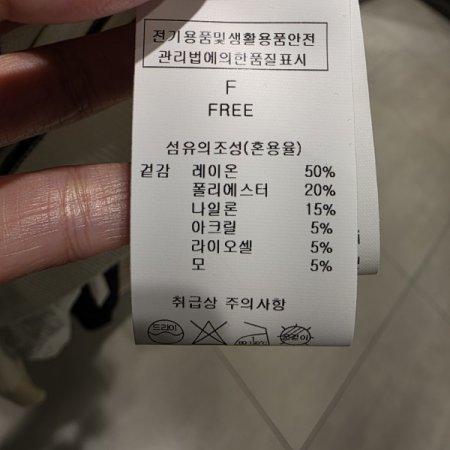 전기용품및생활용품안전
관리법에의한품질표시
F
FREE
섬유의조성(혼용율)
겉감 레이온 50%
폴리에스터 20%
나일론 15%
아크릴 5%
라이오셀 5%
모 5%
취급상 주의사항
드라이